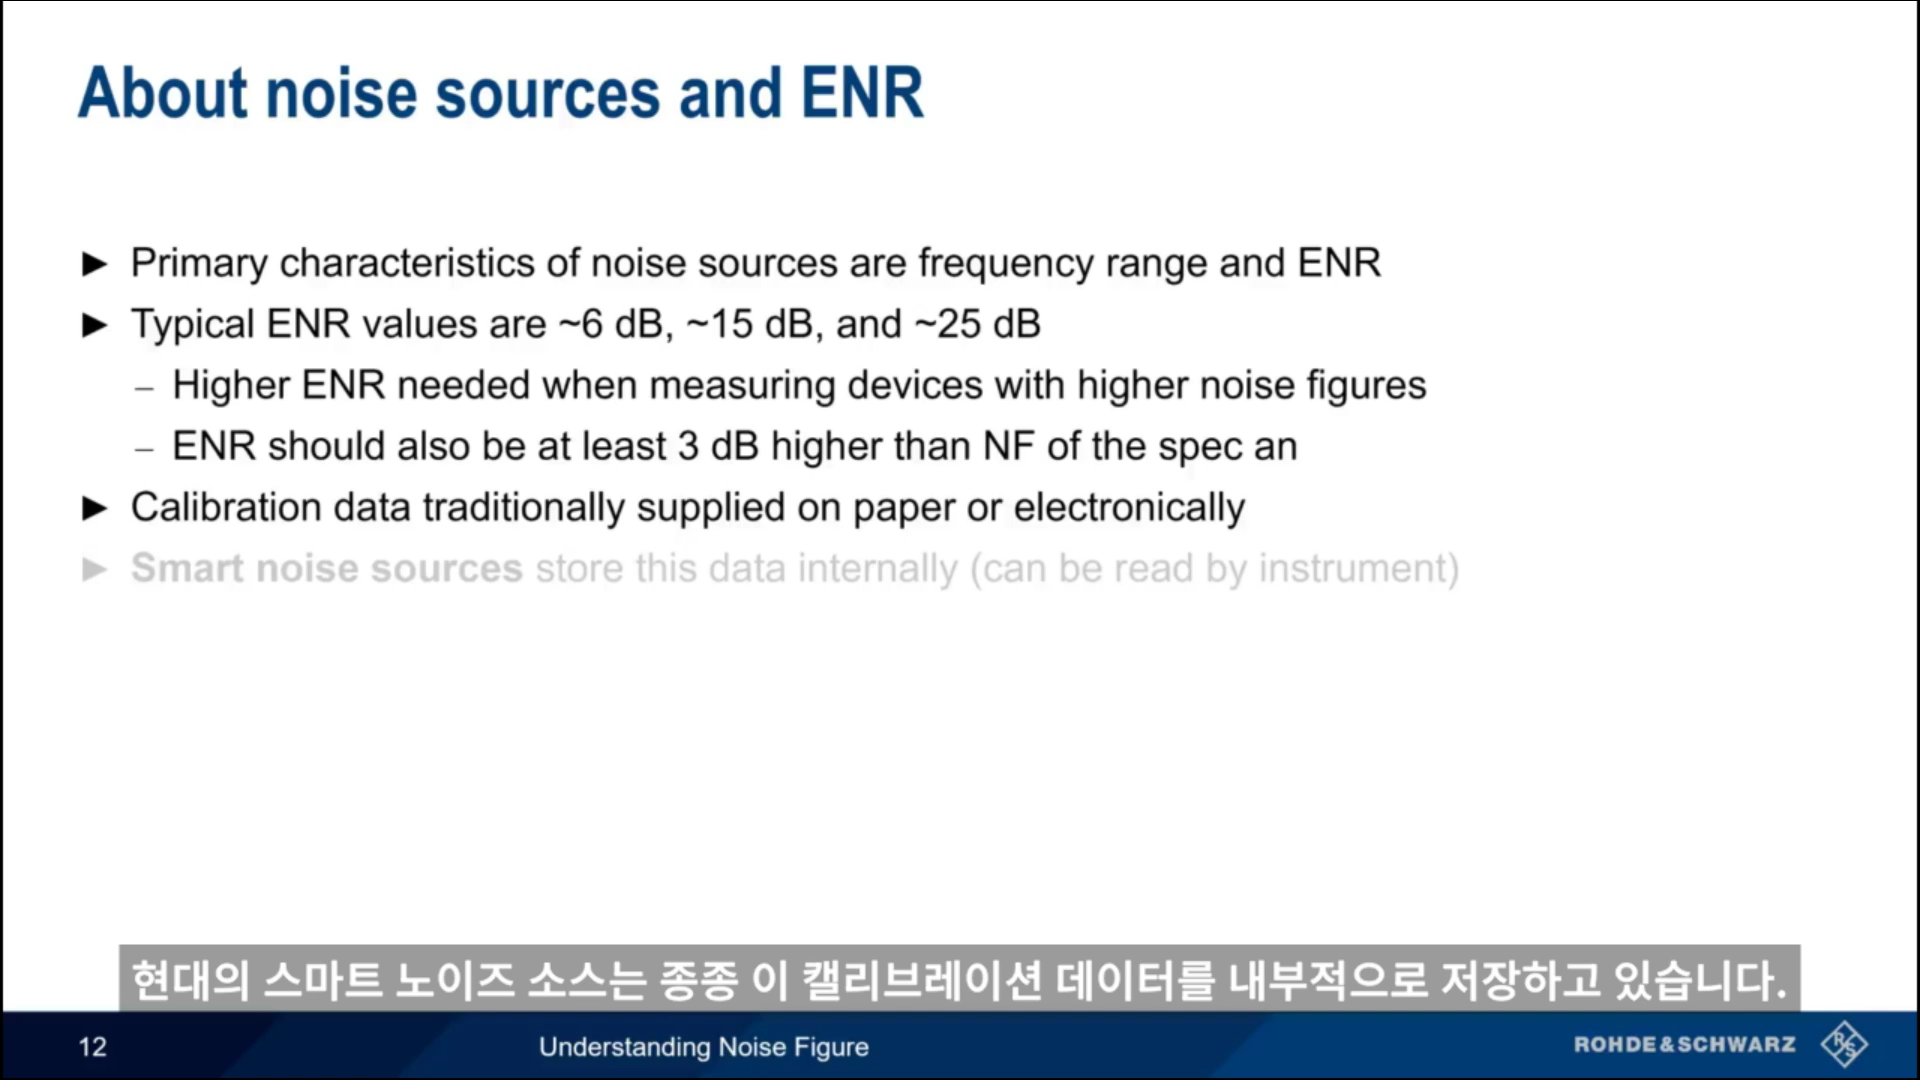 About noise sources and ENR
► Primary characteristics of noise sources are frequency range and ENR
► Typical ENR values are ~6 dB, ~15 dB, and ~25 dB
– Higher ENR needed when measuring devices with higher noise figures
– ENR should also be at least 3 dB higher than NF of the spec an
► Calibration data traditionally supplied on paper or electronically
► Smart noise sources store this data internally (can be read by instrument)
현대의 스마트 노이즈 소스는 종종 이 캘리브레이션 데이터를 내부적으로 저장하고 있습니다.
12 Understanding Noise Figure ROHDE&SCHWARZ R&S